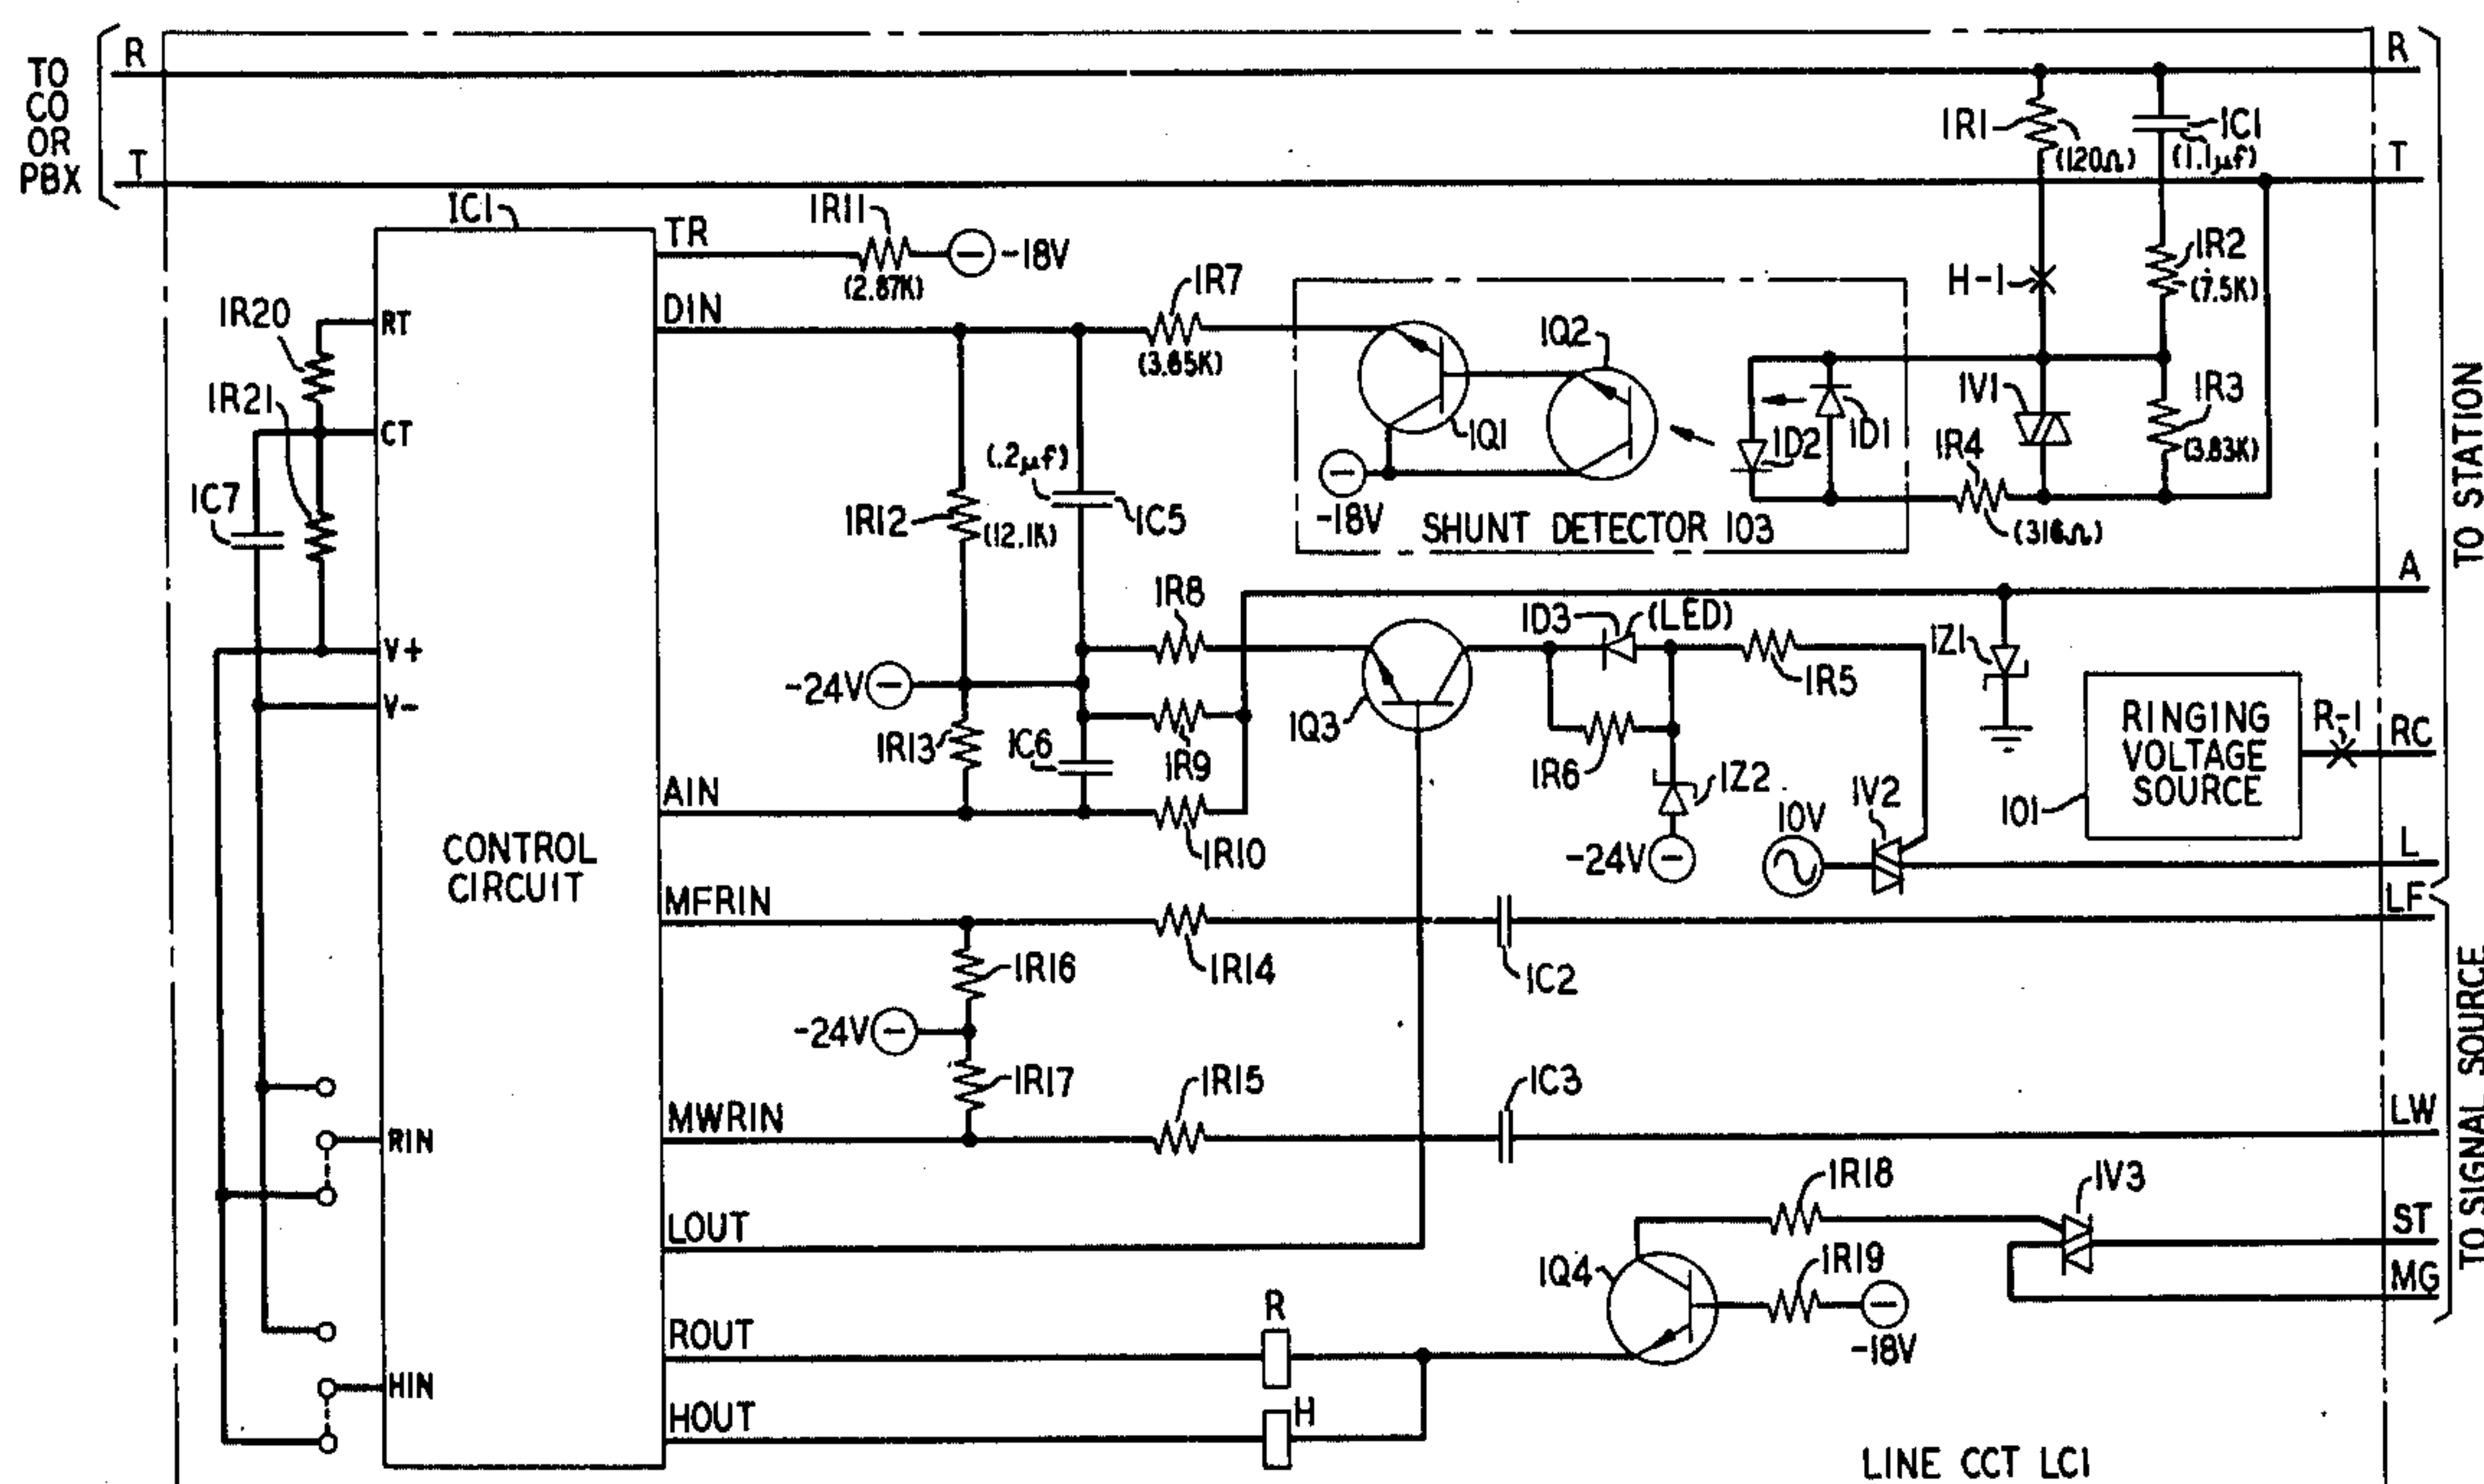 TO
CO
OR
PBX
R
T
R
T
1R1
(120Ω)
1C1
(1.1µf)
IC1
TR
1R11
(2.87K)
-18V
DIN
1R7
(3.65K)
H-1
1R2
(7.5K)
1R20
RT
1R21
CT
1C7
V+
V-
1R12
(12.1K)
(.2µf)
1C5
1Q1
1Q2
-18V
SHUNT DETECTOR 103
1D2
1D1
1V1
1R4
(316Ω)
1R3
(3.83K)
TO STATION
A
1R8
-24V
1R13
1C6
1R9
AIN
1R10
1Q3
1D3
(LED)
1R5
1R6
1Z2
-24V
1Z1
10V
1V2
RINGING
VOLTAGE
SOURCE
101
R-1
RC
L
CONTROL
CIRCUIT
MFRIN
1R16
1R14
1C2
LF
-24V
1R17
MWRIN
1R15
1C3
LW
RIN
LOUT
1R18
1V3
ST
MG
TO SIGNAL SOURCE
1Q4
1R19
-18V
ROUT
R
HIN
HOUT
H
LINE CCT LC1